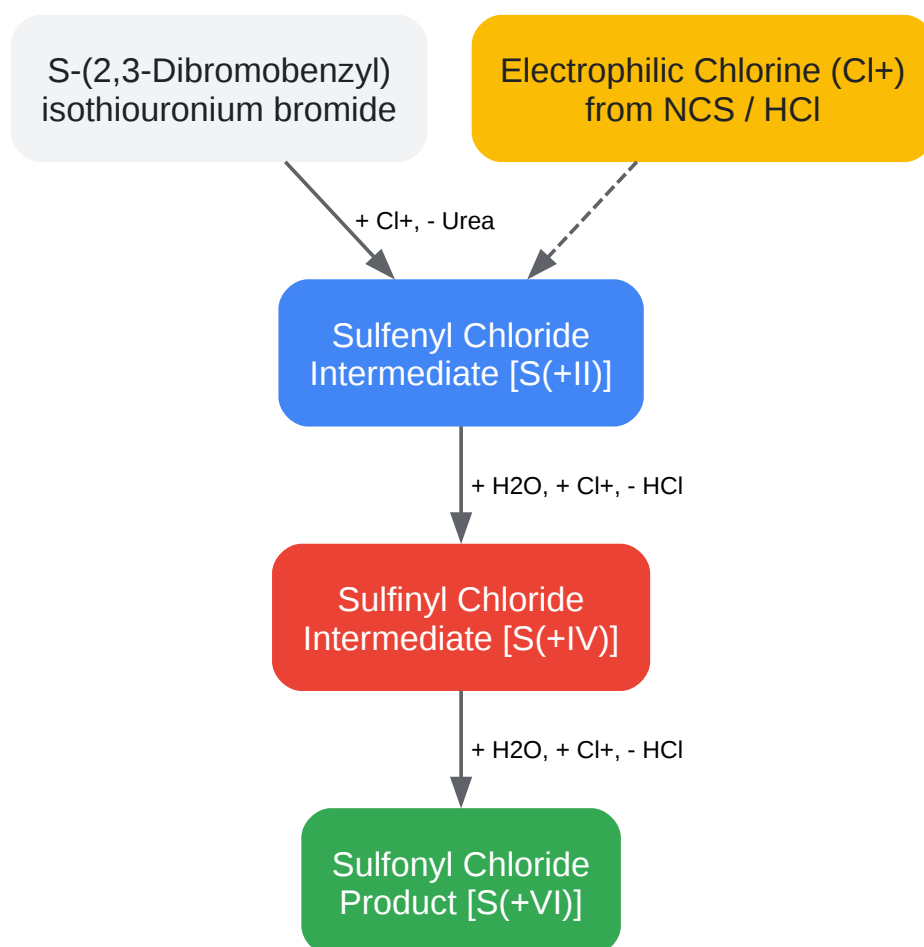 S-(2,3-Dibromobenzyl)
isothiouronium bromide
Electrophilic Chlorine (Cl+)
from NCS / HCl
+ Cl+, - Urea
Sulfenyl Chloride
Intermediate [S(+II)]
+ H2O, + Cl+, - HCl
Sulfinyl Chloride
Intermediate [S(+IV)]
+ H2O, + Cl+, - HCl
Sulfonyl Chloride
Product [S(+VI)]